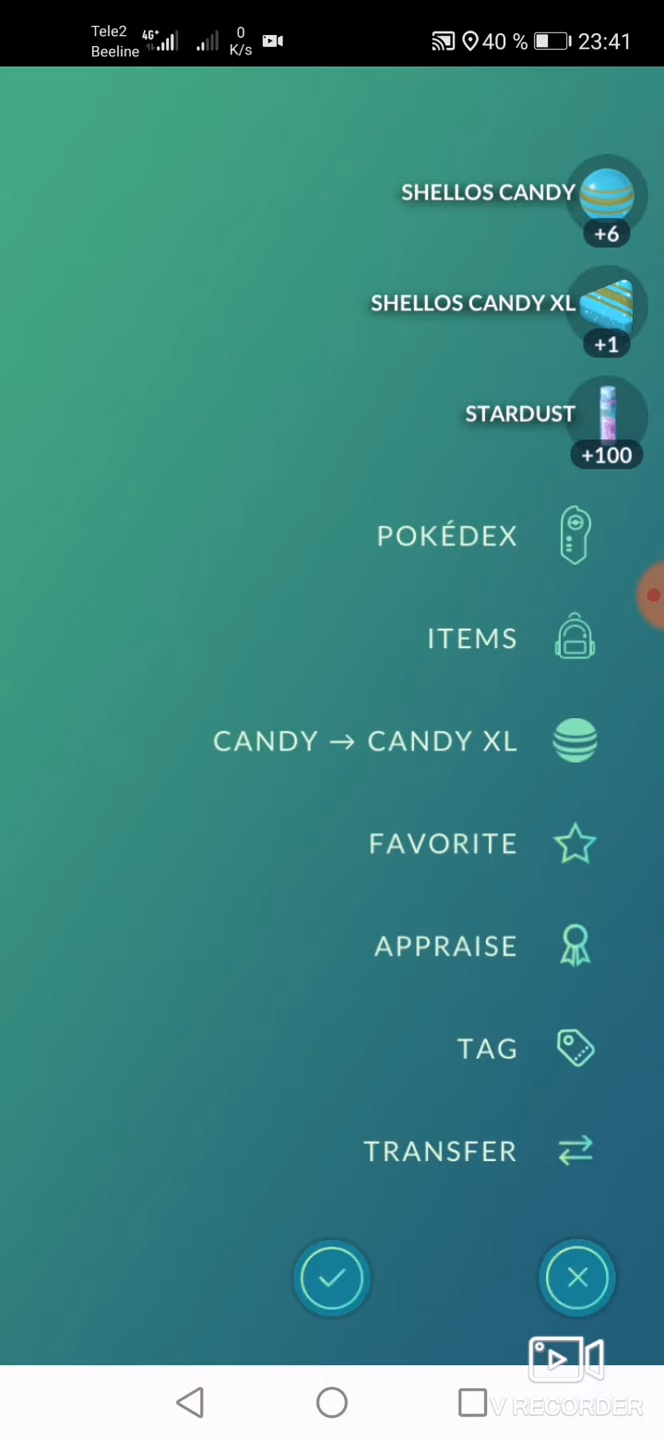 Tele2 4G+ 0 40 % 23:41
Beeline K/s
SHELLOS CANDY
+6
SHELLOS CANDY XL
+1
STARDUST
+100
POKÉDEX
ITEMS
CANDY → CANDY XL
FAVORITE
APPRAISE
TAG
TRANSFER
V RECORDER